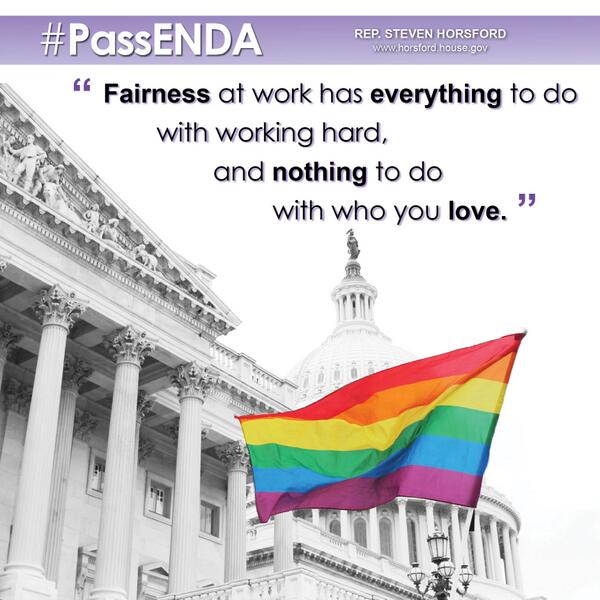 #PassENDA
REP. STEVEN HORSFORD
www.horsford.house.gov
“ Fairness at work has everything to do
with working hard,
and nothing to do
with who you love. ”